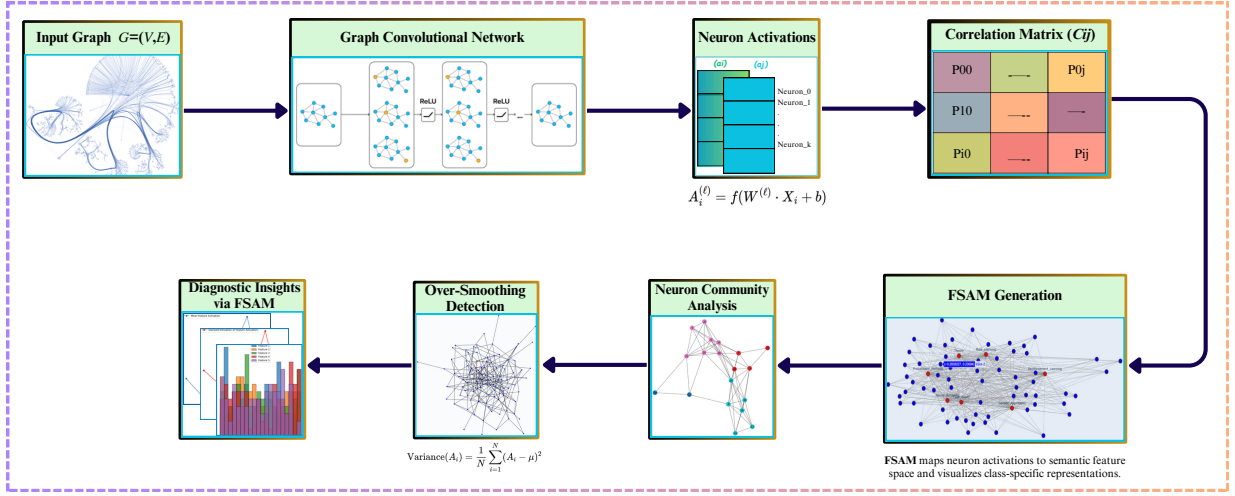 Input Graph G=(V,E)
Graph Convolutional Network
ReLU
ReLU
...
Neuron Activations
(ai)
(aj)
Neuron_0
Neuron_1
.
.
.
Neuron_k
A_i^{(ℓ)} = f(W^{(ℓ)} · X_i + b)
Correlation Matrix (Cij)
P00 P0j
P10
Pi0 Pij
Diagnostic Insights
via FSAM
Over-Smoothing
Detection
Variance(A_i) = \frac{1}{N} \sum_{i=1}^{N} (A_i − μ)^2
Neuron Community
Analysis
FSAM Generation
FSAM maps neuron activations to semantic feature
space and visualizes class-specific representations.